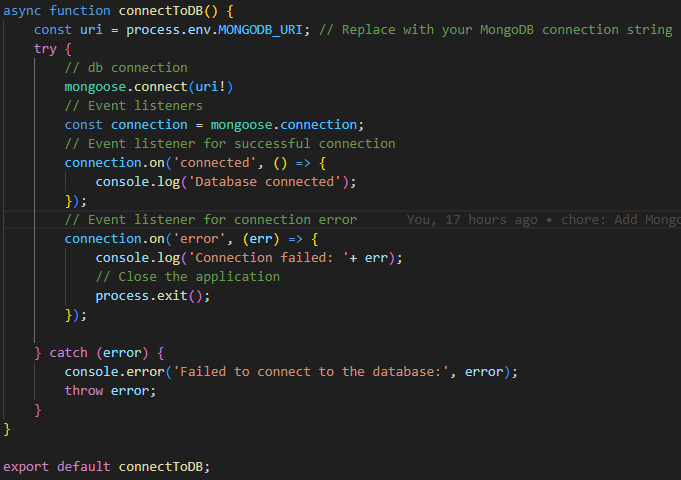 async function connectToDB() {
    const uri = process.env.MONGODB_URI; // Replace with your MongoDB connection string
    try {
        // db connection
        mongoose.connect(uri!)
        // Event listeners
        const connection = mongoose.connection;
        // Event listener for successful connection
        connection.on('connected', () => {
            console.log('Database connected');
        });
        // Event listener for connection error      You, 17 hours ago • chore: Add Mongo
        connection.on('error', (err) => {
            console.log('Connection failed: '+ err);
            // Close the application
            process.exit();
        });
    } catch (error) {
        console.error('Failed to connect to the database:', error);
        throw error;
    }
}
export default connectToDB;